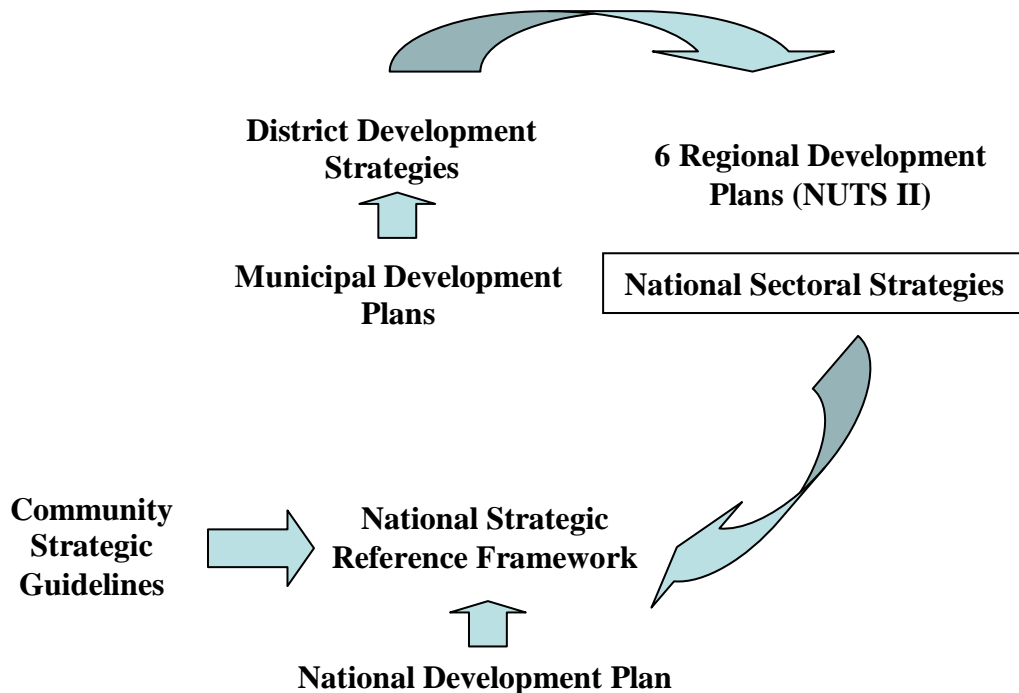 District Development
Strategies
6 Regional Development
Plans (NUTS II)
Municipal Development
Plans
National Sectoral Strategies
Community
Strategic
Guidelines
National Strategic
Reference Framework
National Development Plan